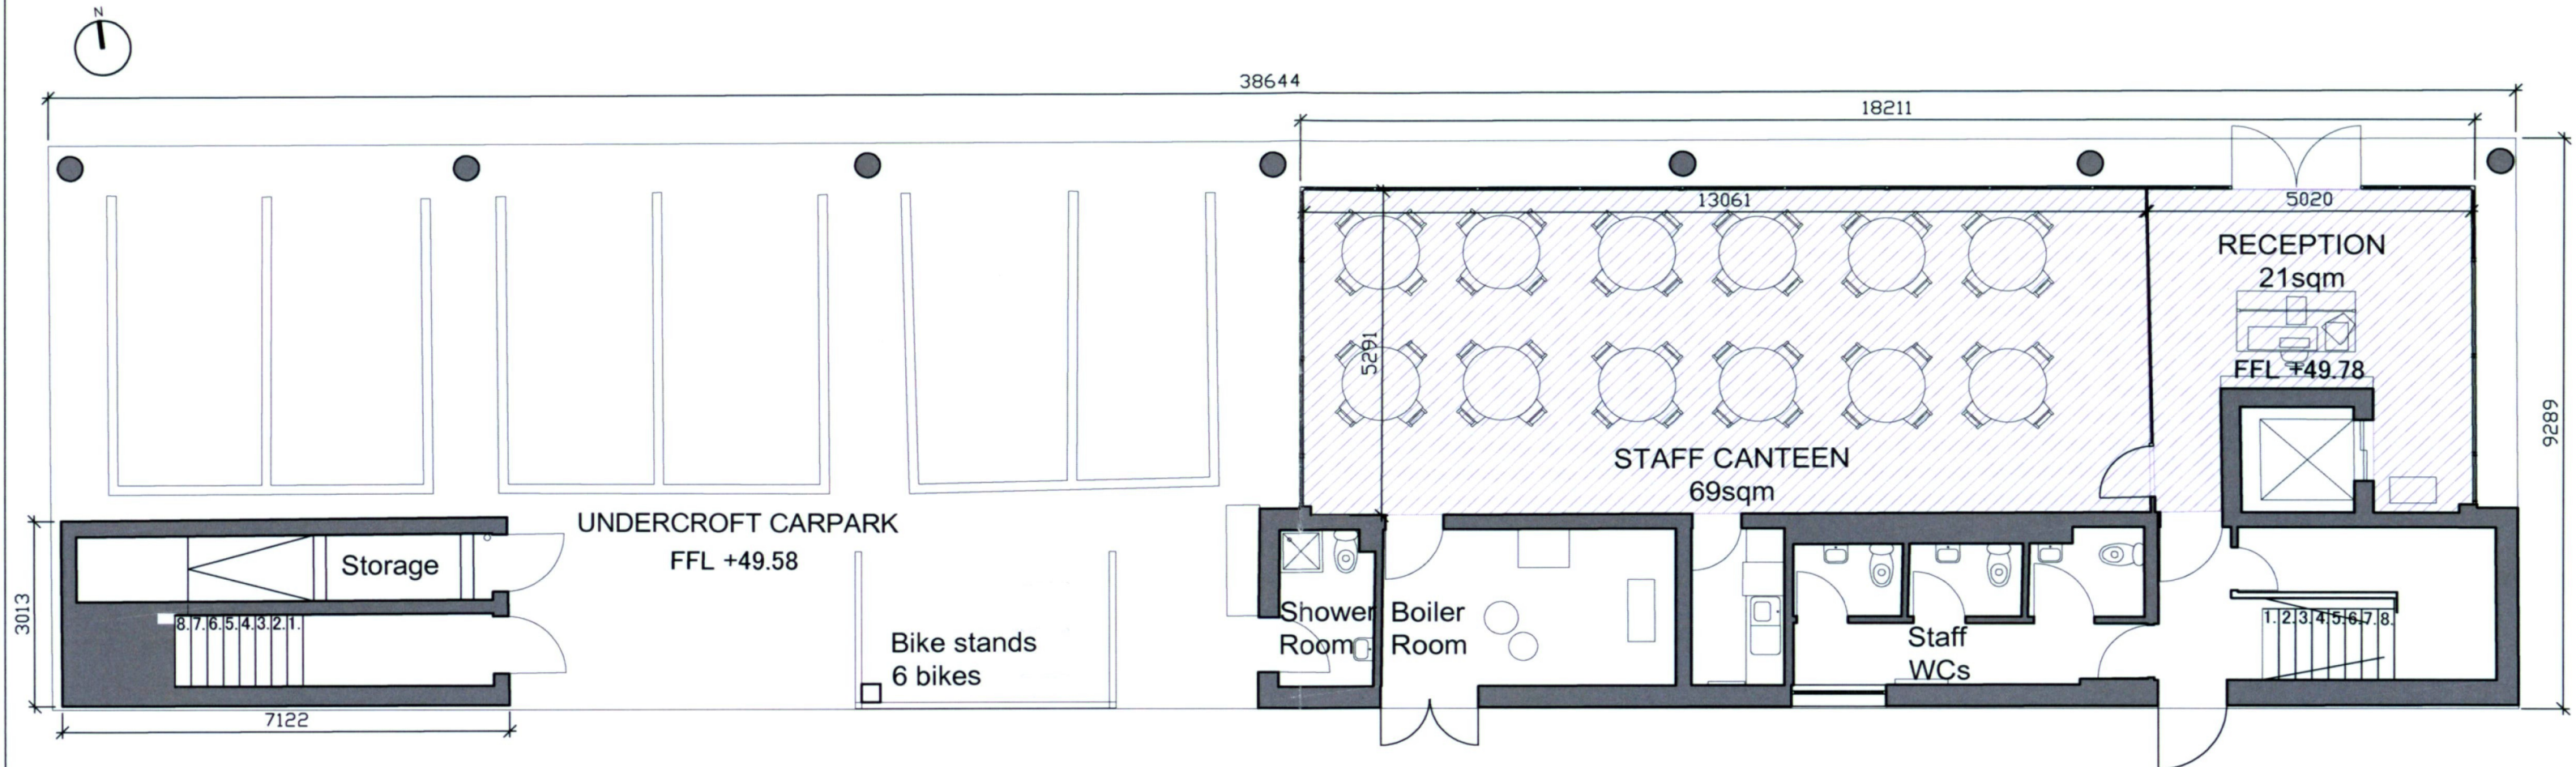 N
38644
18211
13061
5020
RECEPTION
21sqm
5291
FFL +49.78
9289
STAFF CANTEEN
69sqm
UNDERCROFT CARPARK
FFL +49.58
Storage
3013
8.7.6.5.4.3.2.1.
Bike stands
6 bikes
Shower
Room
Boiler
Room
Staff
WCs
1.2.3.4.5.6.7.8.
7122